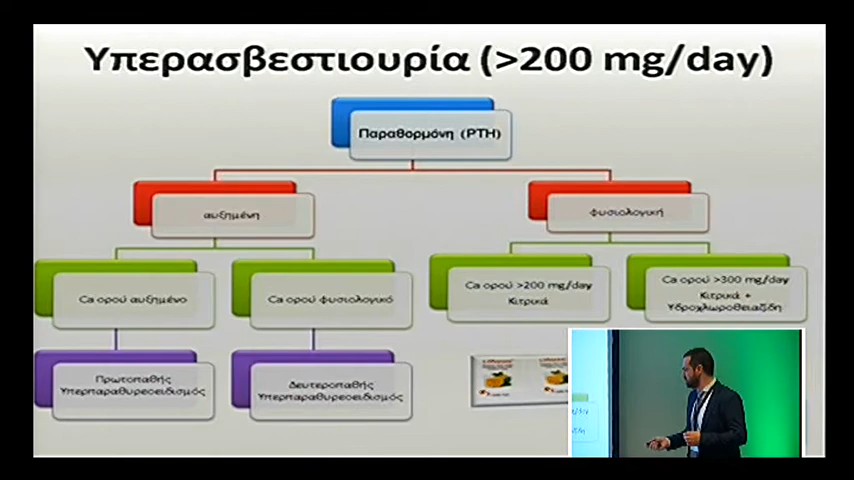 Υπερασβεστιουρία (>200 mg/day)
Παραθορμόνη (PTH)
αυξημένη
φυσιολογική
Ca ορού αυξημένο
Ca ορού φυσιολογικό
Ca ορού >200 mg/day
Κιτρικά
Ca ορού >300 mg/day
Κιτρικά +
Υδροχλωροθειαζίδη
Πρωτοπαθής
Υπερπαραθυρεοειδισμός
Δευτεροπαθής
Υπερπαραθυρεοειδισμός